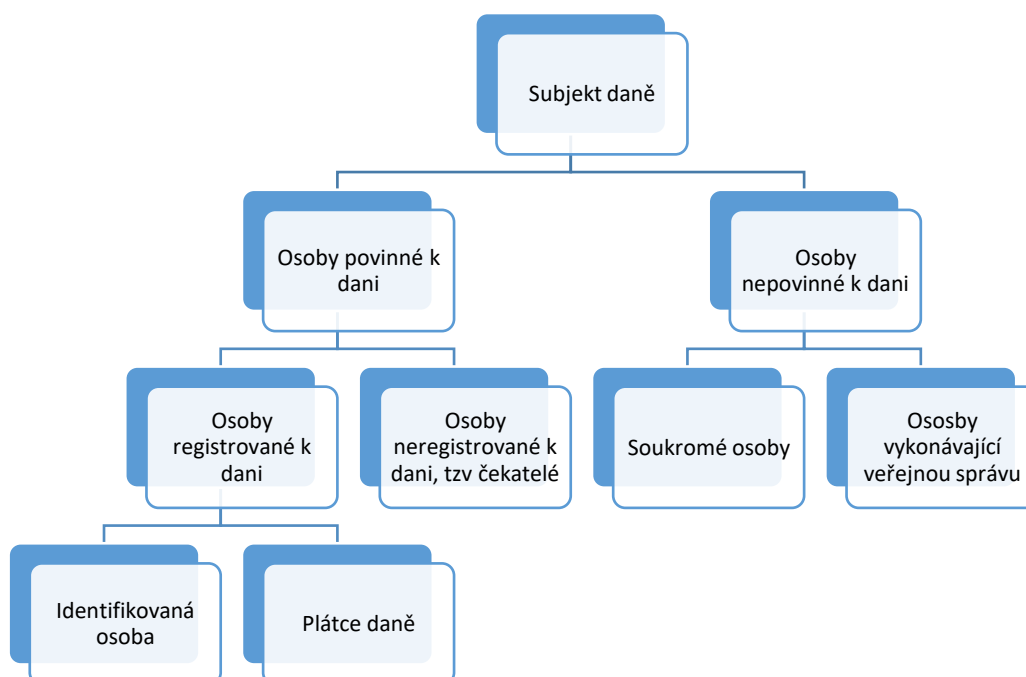 Subjekt daně
Osoby povinné k
dani
Osoby
nepovinné k dani
Osoby
registrované k
dani
Osoby
neregistrované k
dani, tzv čekatelé
Soukromé osoby
Ososby
vykonávající
veřejnou správu
Identifikovaná
osoba
Plátce daně